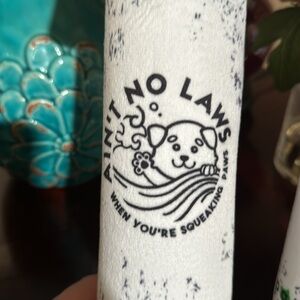 AIN'T NO LAWS
WHEN YOU'RE SQUEAKING PAWS